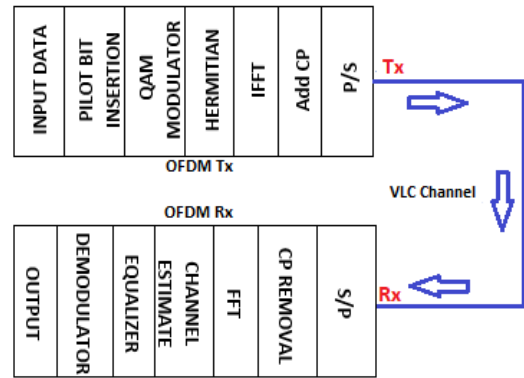 INPUT DATA
PILOT BIT
INSERTION
QAM
MODULATOR
HERMITIAN
IFFT
Add CP
P/S
Tx
OFDM Tx
VLC Channel
OFDM Rx
OUTPUT
DEMODULATOR
EQUALIZER
CHANNEL
ESTIMATE
FFT
CP REMOVAL
S/P
Rx